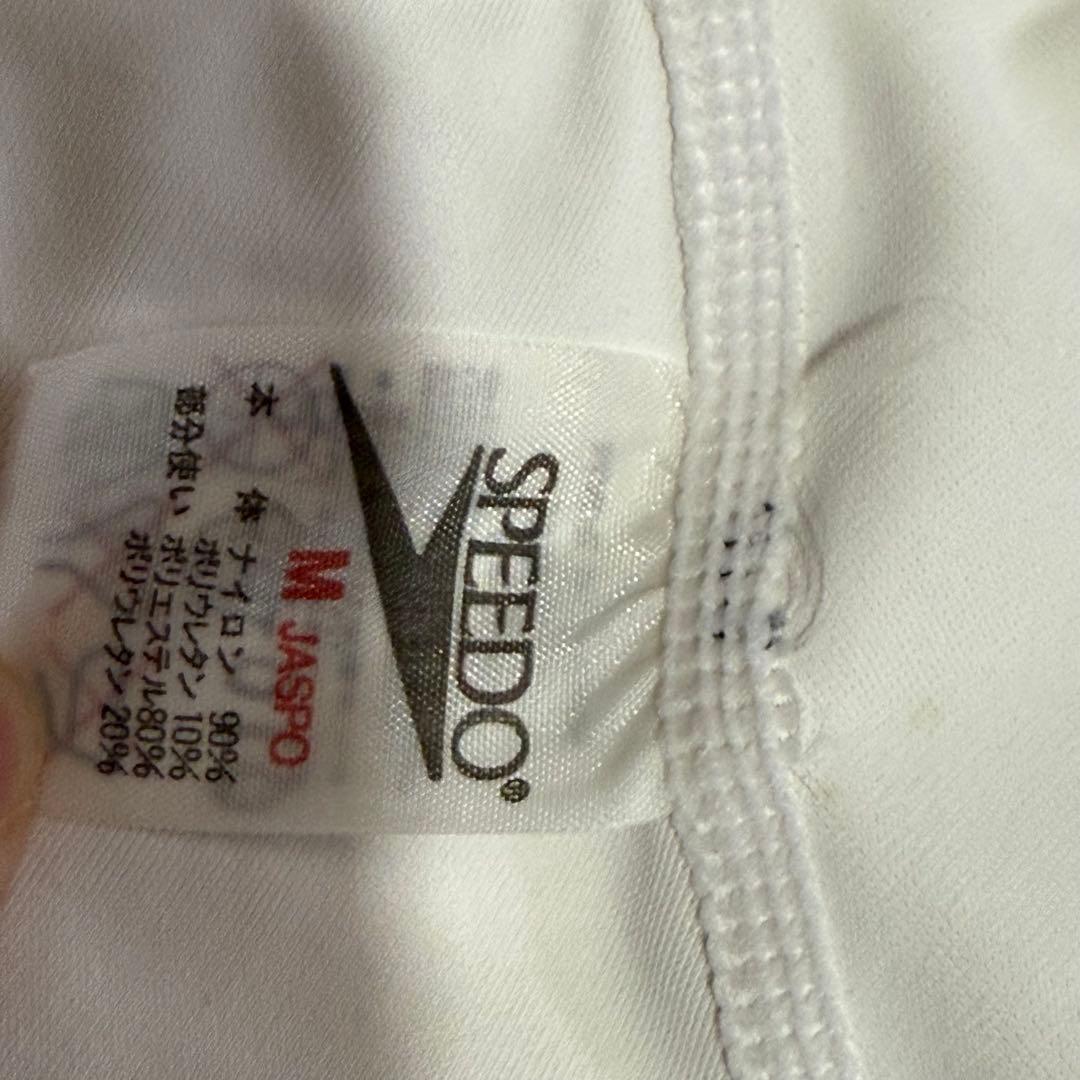 SPEEDO®
M JASPO
本 体 ナイロン 90%
ポリウレタン 10%
部分使い ポリエステル80%
ポリウレタン 20%